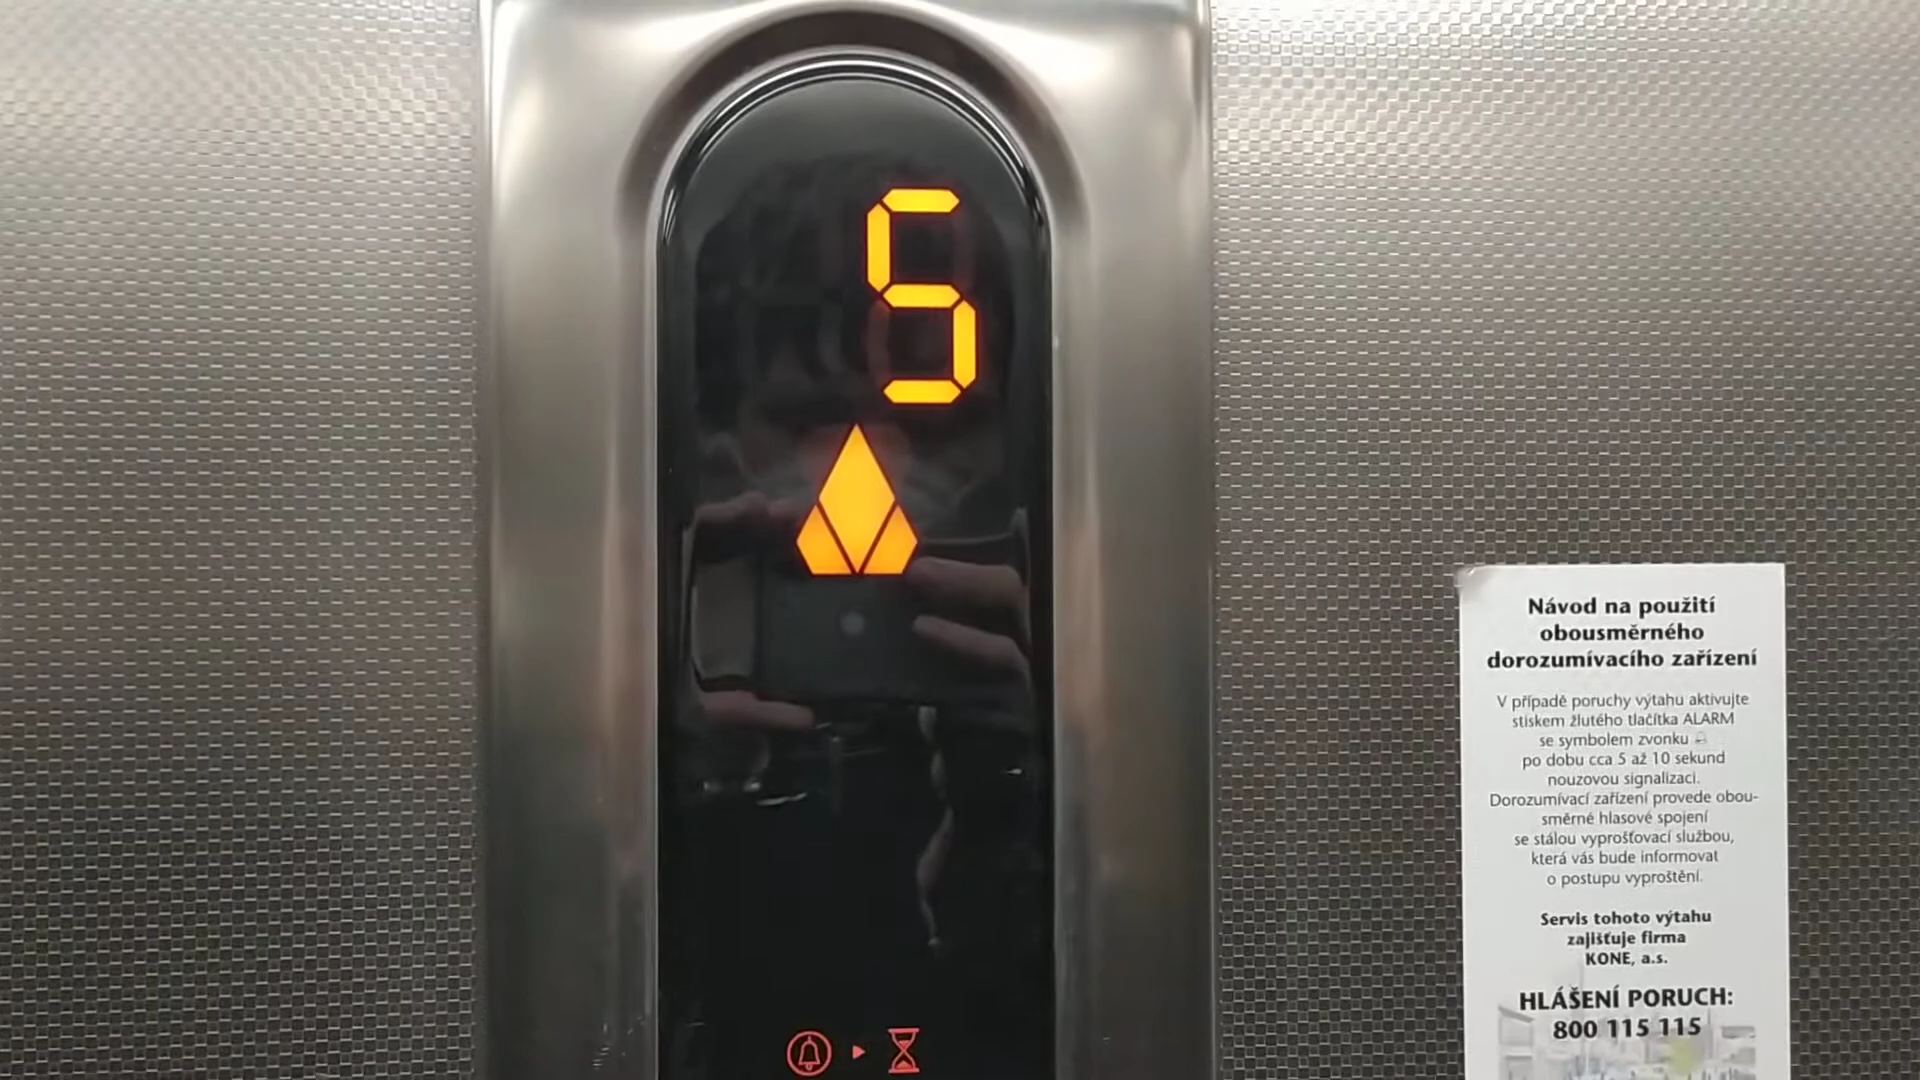 5
Návod na použití
obousměrného
dorozumívacího zařízení
V případě poruchy výtahu aktivujte
stiskem žlutého tlačítka ALARM
se symbolem zvonku
po dobu cca 5 až 10 sekund
nouzovou signalizaci.
Dorozumívací zařízení provede obou-
směrné hlasové spojení
se stálou vyprošťovací službou,
která vás bude informovat
o postupu vyproštění.
Servis tohoto výtahu
zajišťuje firma
KONE, a.s.
HLÁŠENÍ PORUCH:
800 115 115